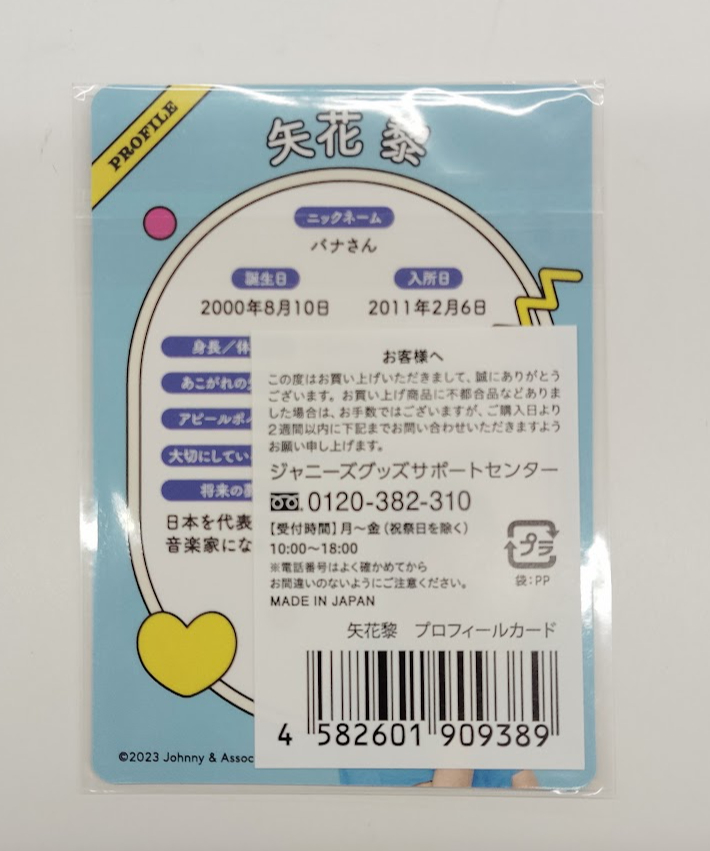 PROFILE
矢花 黎
ニックネーム
バナさん
誕生日 入所日
2000年8月10日 2011年2月6日
身長／体
あこがれの
アピールポ
大切にしてい
将来の
日本を代表
音楽家にな
お客様へ
この度はお買い上げいただきまして、誠にありがとう
ございます。お買い上げ商品に不都合品などありま
した場合は、お手数ではございますが、ご購入日より
2週間以内に下記までお問い合わせいただきますよう
お願い申し上げます。
ジャニーズグッズサポートセンター
0120-382-310
【受付時間】月～金（祝祭日を除く）
10:00～18:00
※電話番号はよく確かめてから
お間違いのないようにご注意ください。
プラ
袋:PP
MADE IN JAPAN
矢花黎 プロフィールカード
4 582601 909389
©2023 Johnny & Assoc